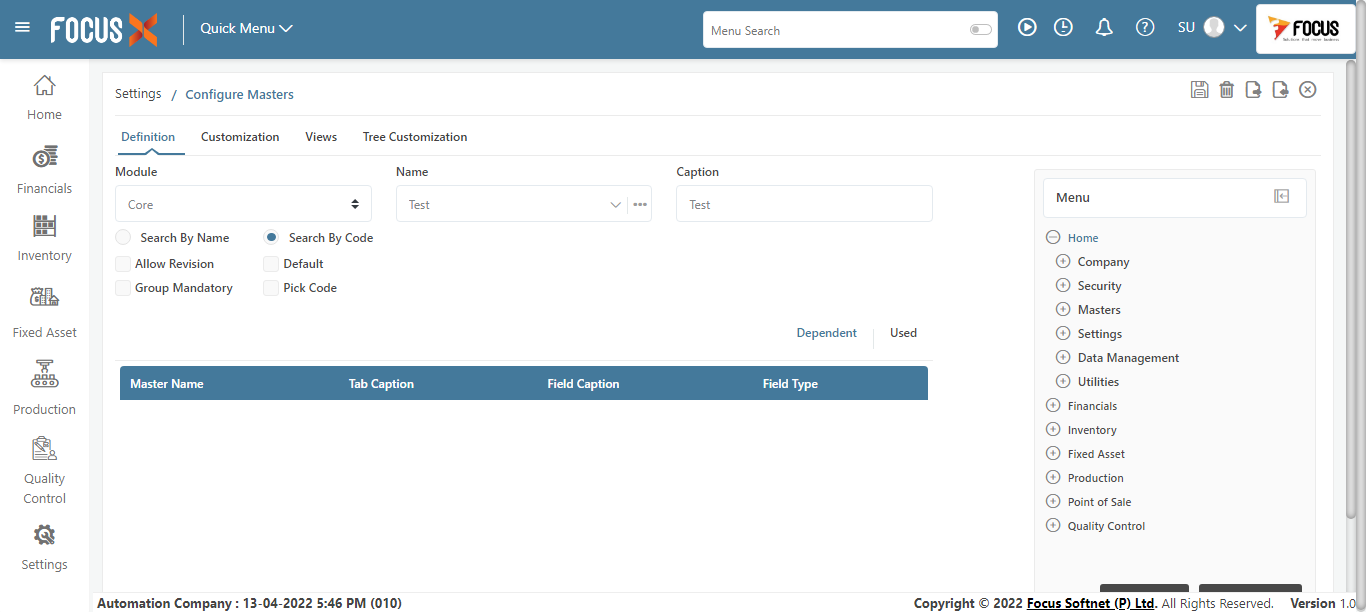 FOCUS X Quick Menu Menu Search SU FOCUS
Home
Financials
Inventory
Fixed Asset
Production
Quality
Control
Settings
Settings / Configure Masters
Definition Customization Views Tree Customization
Module Name Caption
Core Test Test
Search By Name Search By Code
Allow Revision Default
Group Mandatory Pick Code
Dependent Used
Master Name Tab Caption Field Caption Field Type
Menu
Home
Company
Security
Masters
Settings
Data Management
Utilities
Financials
Inventory
Fixed Asset
Production
Point of Sale
Quality Control
Automation Company : 13-04-2022 5:46 PM (010) Copyright © 2022 Focus Softnet (P) Ltd. All Rights Reserved. Version 1.0